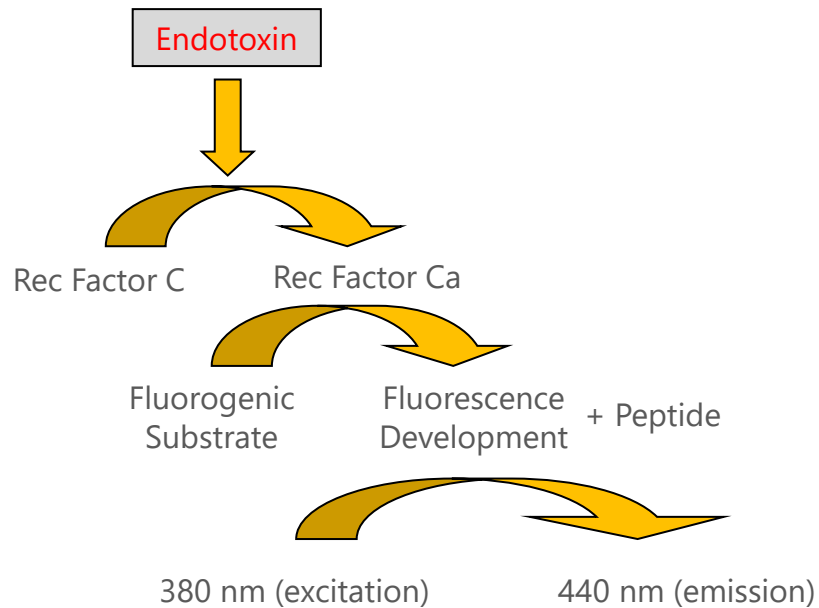 Endotoxin
Rec Factor C
Rec Factor Ca
Fluorogenic
Substrate
Fluorescence
Development
+ Peptide
380 nm (excitation)
440 nm (emission)